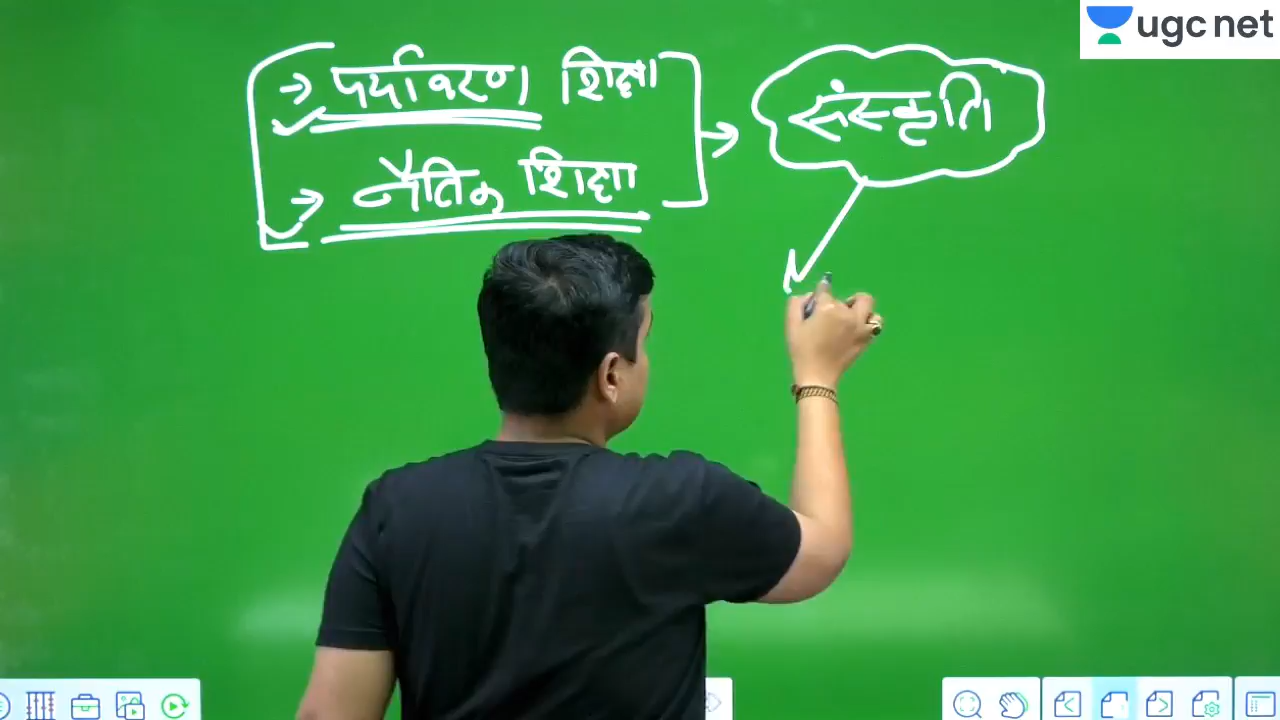 ugc net
→ पर्यावरण शिक्षा
→ नैतिक शिक्षा
→ संस्कृति